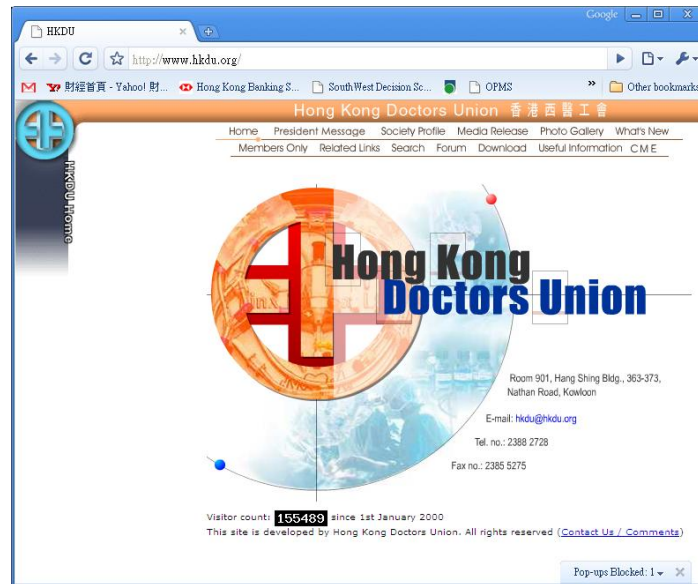 Google
HKDU
http://www.hkdu.org/
財經首頁 - Yahoo! 財... Hong Kong Banking S... SouthWest Decision Sc... OPMS » Other bookmarks
Hong Kong Doctors Union 香港西醫工會
Home President Message Society Profile Media Release Photo Gallery What's New
Members Only Related Links Search Forum Download Useful Information CME
HKDU Home
Hong Kong
Doctors Union
Room 901, Hang Shing Bldg., 363-373,
Nathan Road, Kowloon
E-mail: hkdu@hkdu.org
Tel. no.: 2388 2728
Fax no.: 2385 5275
Visitor count: 155489 since 1st January 2000
This site is developed by Hong Kong Doctors Union. All rights reserved (Contact Us / Comments)
Pop-ups Blocked: 1